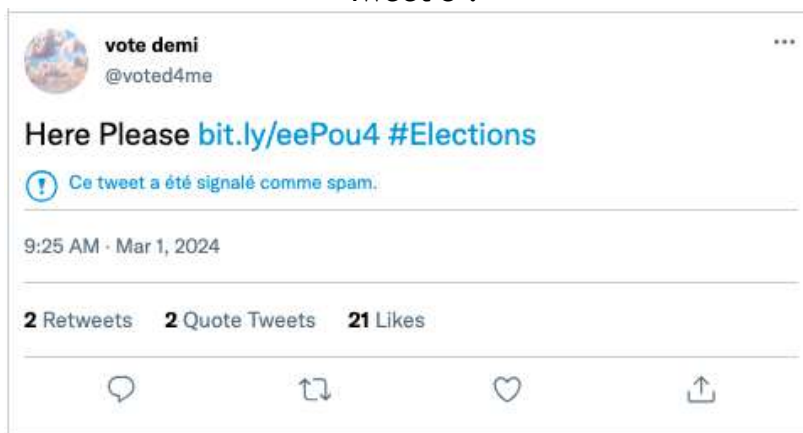 vote demi
@voted4me
Here Please bit.ly/eePou4 #Elections
Ce tweet a été signalé comme spam.
9:25 AM · Mar 1, 2024
2 Retweets 2 Quote Tweets 21 Likes